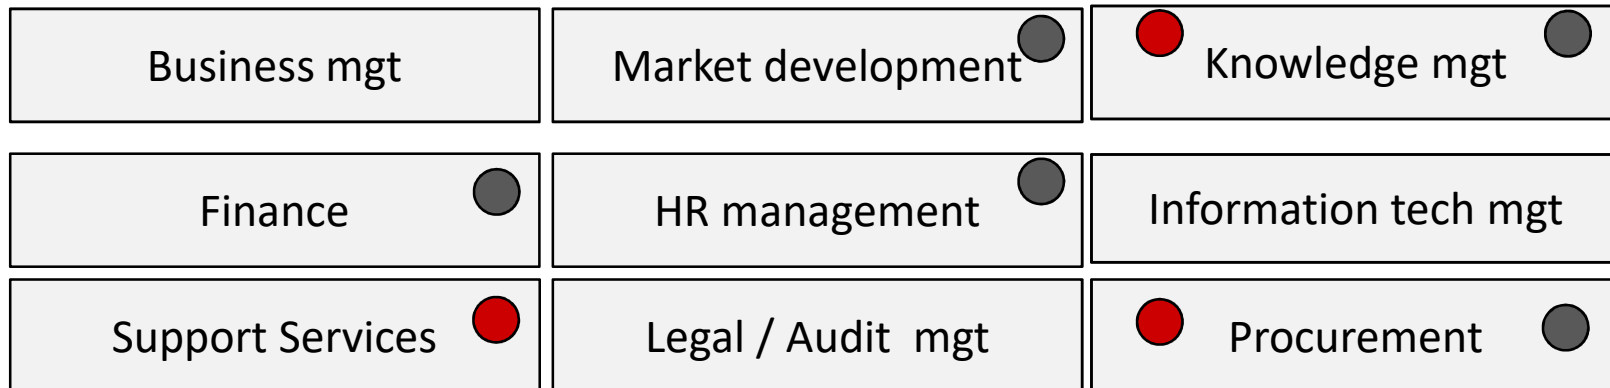 Business mgt
Market development
Knowledge mgt
Finance
HR management
Information tech mgt
Support Services
Legal / Audit  mgt
Procurement